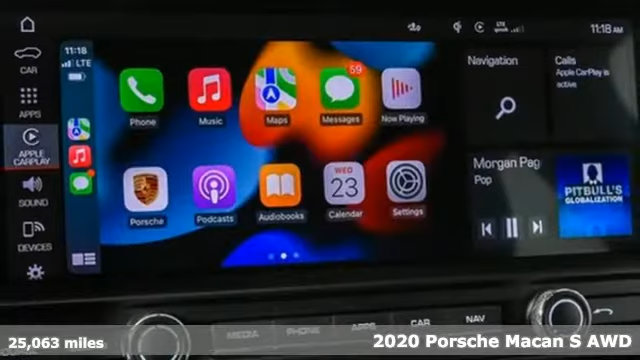 11:18 AM
LTE
11:18
LTE
59
Navigation
Calls
Apple CarPlay is
active
CAR
APPS
APPLE
CARPLAY
SOUND
DEVICES
Phone
Music
Maps
Messages
Now Playing
WED
23
Porsche
Podcasts
Audiobooks
Calendar
Settings
Morgan Pag
Pop
PITBULL'S
GLOBALIZATION
MEDIA
PHONE
APPS
CAR
NAV
25,063 miles
2020 Porsche Macan S AWD